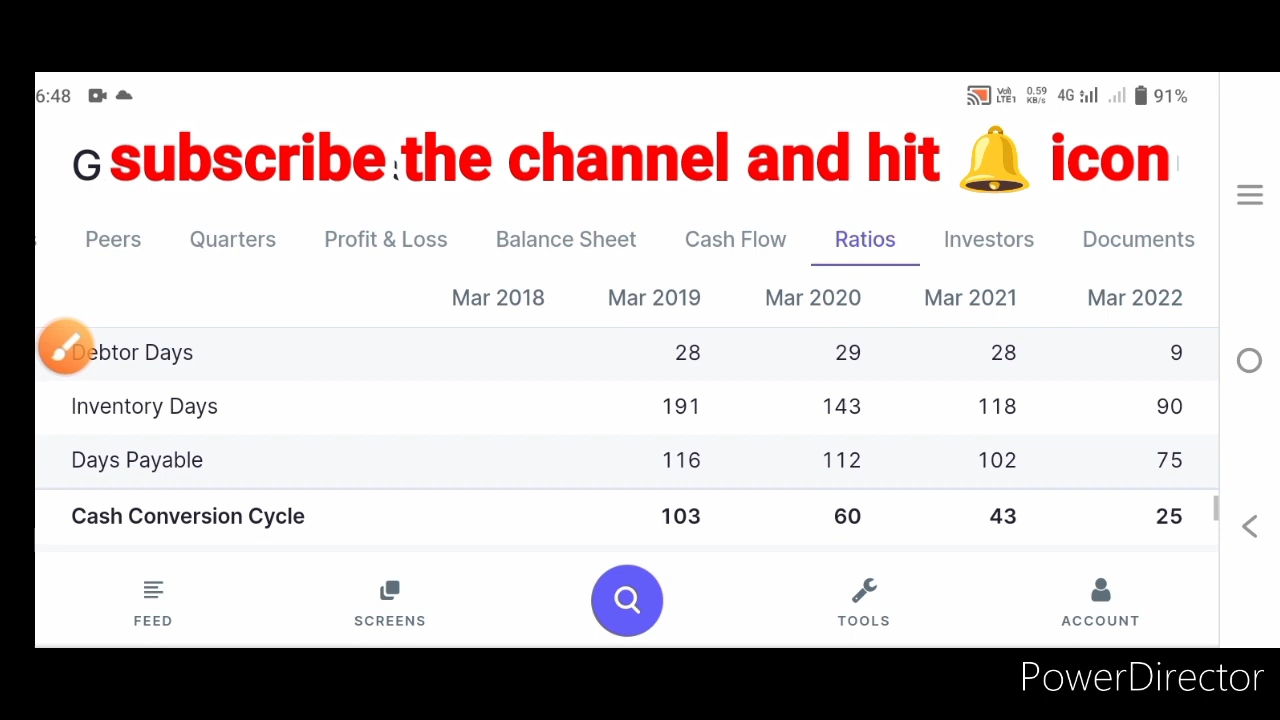 6:48 Vo) LTE1 0.59 KB/s 4G 91%
G subscribe the channel and hit 🔔 icon
Peers Quarters Profit & Loss Balance Sheet Cash Flow Ratios Investors Documents
Mar 2018 Mar 2019 Mar 2020 Mar 2021 Mar 2022
Debtor Days 28 29 28 9
Inventory Days 191 143 118 90
Days Payable 116 112 102 75
Cash Conversion Cycle 103 60 43 25
FEED SCREENS TOOLS ACCOUNT
PowerDirector